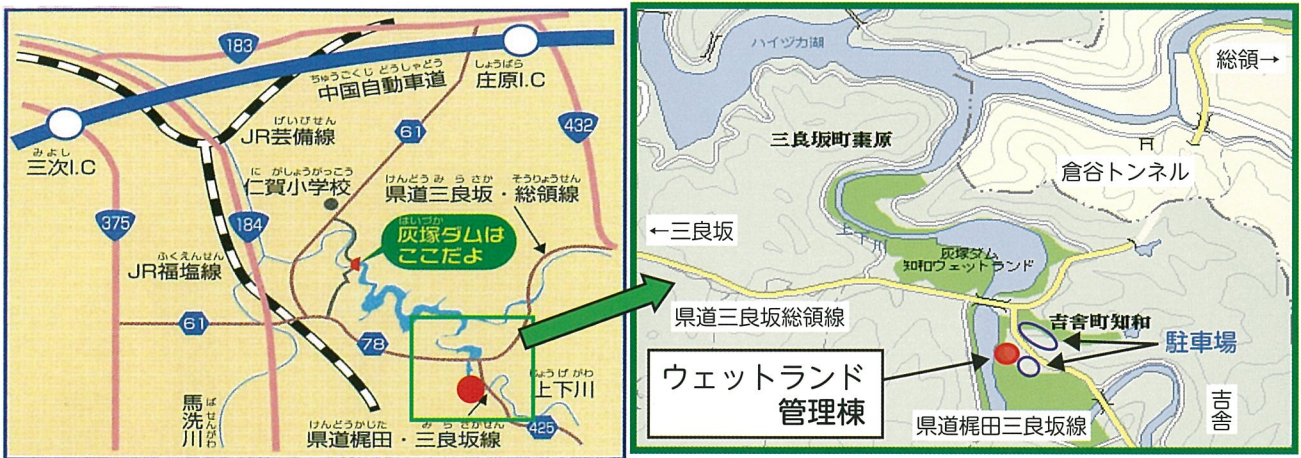 183
ちゅうごくじどうしゃどう
中国自動車道
しょうばら
庄原I.C
げいびせん
JR芸備線
61
432
みよし
三次I.C
にがしょうがっこう
仁賀小学校
けんどうみらさか・そうりょうせん
県道三良坂・総領線
375
184
はいづか
灰塚ダムは
ここだよ
ふくえんせん
JR福塩線
61
78
じょうげがわ
上下川
ばせんがわ
馬洗川
けんどうかじた・みらさかせん
県道梶田・三良坂線
425
ハイヅカ湖
総領→
三良坂町棗原
倉谷トンネル
←三良坂
上下川
灰塚ダム
知和ウェットランド
県道三良坂総領線
吉舎町知和
駐車場
ウェットランド
管理棟
県道梶田三良坂線
吉舎